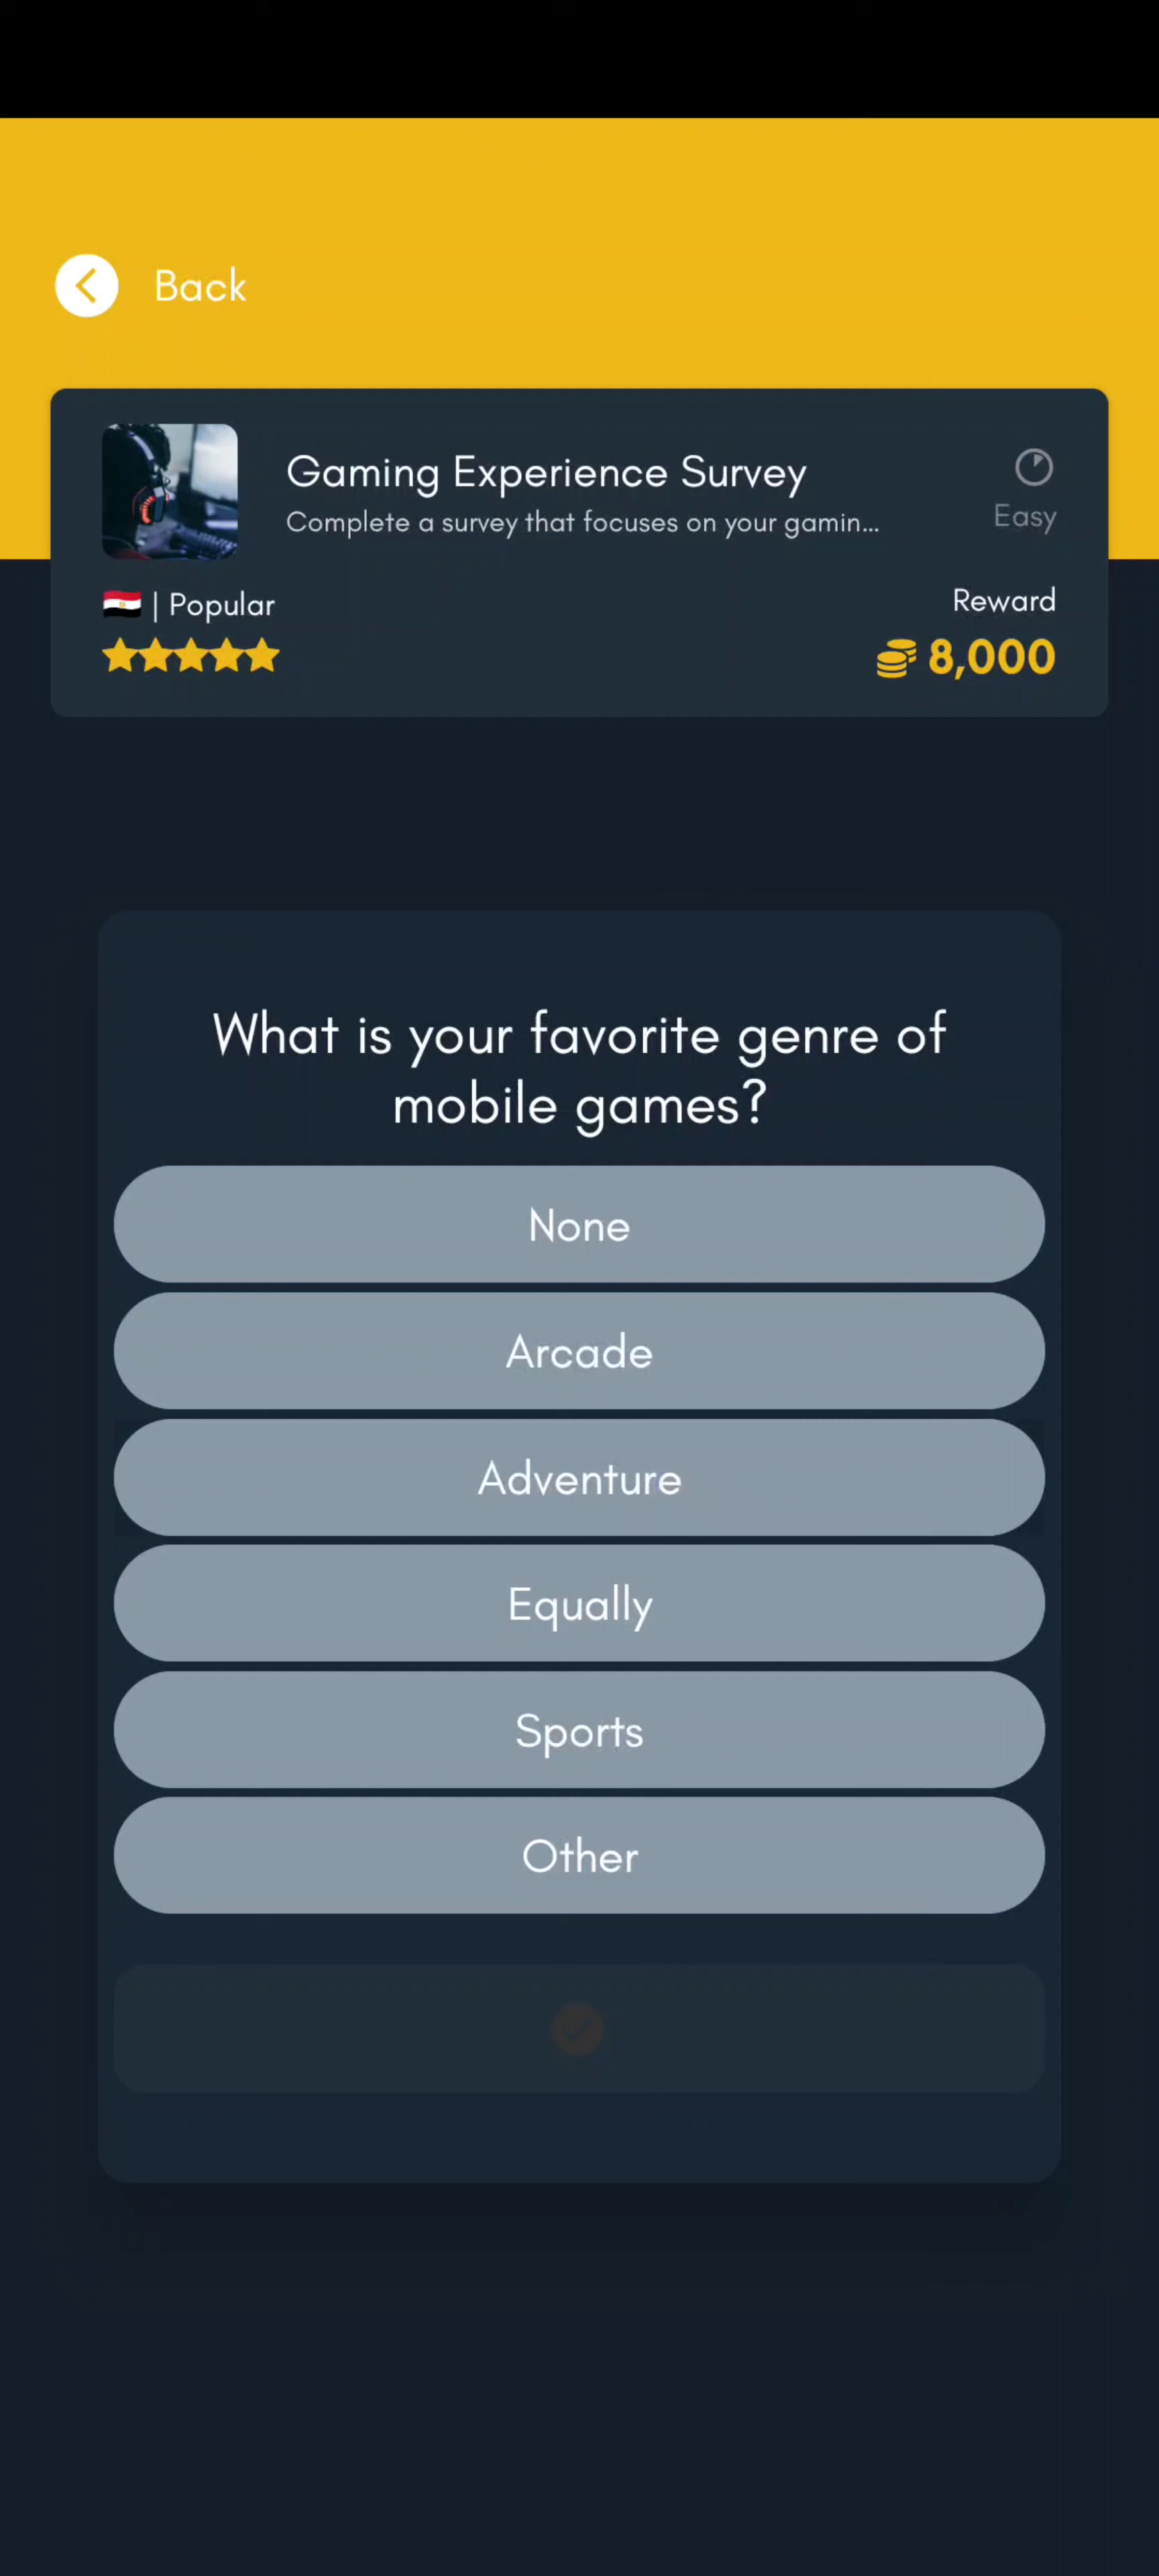 Back
Gaming Experience Survey
Complete a survey that focuses on your gamin...
Easy
| Popular
Reward
8,000
What is your favorite genre of
mobile games?
None
Arcade
Adventure
Equally
Sports
Other